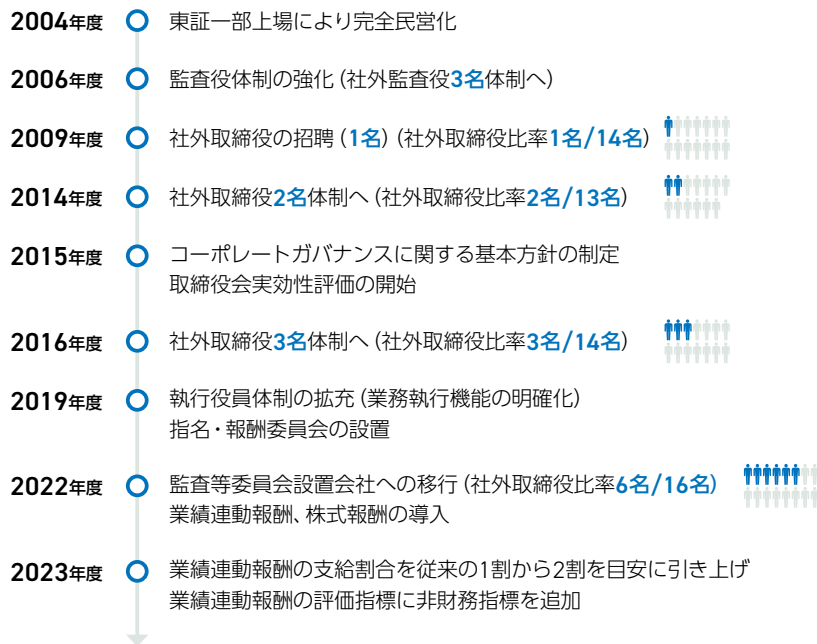 2004年度 東証一部上場により完全民営化
2006年度 監査役体制の強化(社外監査役3名体制へ)
2009年度 社外取締役の招聘(1名)(社外取締役比率1名/14名)
2014年度 社外取締役2名体制へ(社外取締役比率2名/13名)
2015年度 コーポレートガバナンスに関する基本方針の制定
取締役会実効性評価の開始
2016年度 社外取締役3名体制へ(社外取締役比率3名/14名)
2019年度 執行役員体制の拡充(業務執行機能の明確化)
指名・報酬委員会の設置
2022年度 監査等委員会設置会社への移行(社外取締役比率6名/16名)
業績連動報酬、株式報酬の導入
2023年度 業績連動報酬の支給割合を従来の1割から2割を目安に引き上げ
業績連動報酬の評価指標に非財務指標を追加